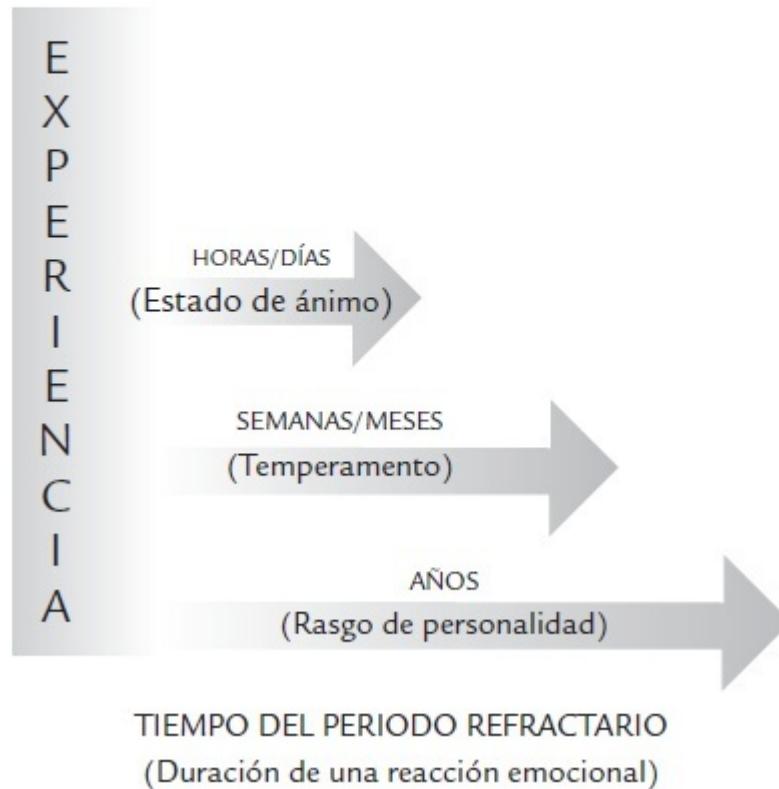 EXPERIENCIA
HORAS/DÍAS
(Estado de ánimo)
SEMANAS/MESES
(Temperamento)
AÑOS
(Rasgo de personalidad)
TIEMPO DEL PERIODO REFRACTARIO
(Duración de una reacción emocional)